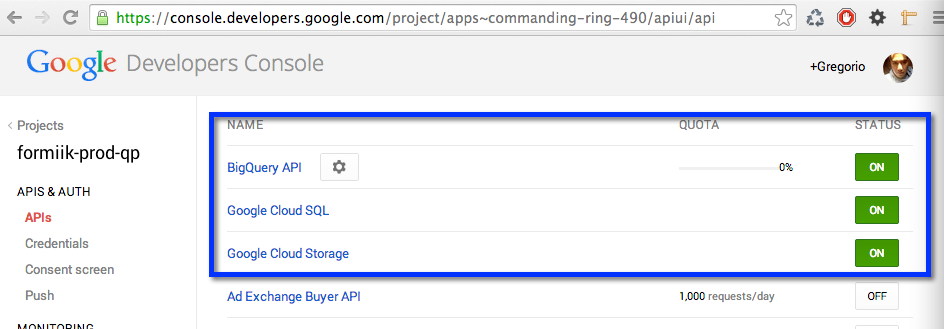 https://console.developers.google.com/project/apps~commanding-ring-490/apiui/api
Google Developers Console
+Gregorio
Projects
formiik-prod-qp
APIS & AUTH
APIs
Credentials
Consent screen
Push
MONITORING
NAME QUOTA STATUS
BigQuery API 0% ON
Google Cloud SQL ON
Google Cloud Storage ON
Ad Exchange Buyer API 1,000 requests/day OFF